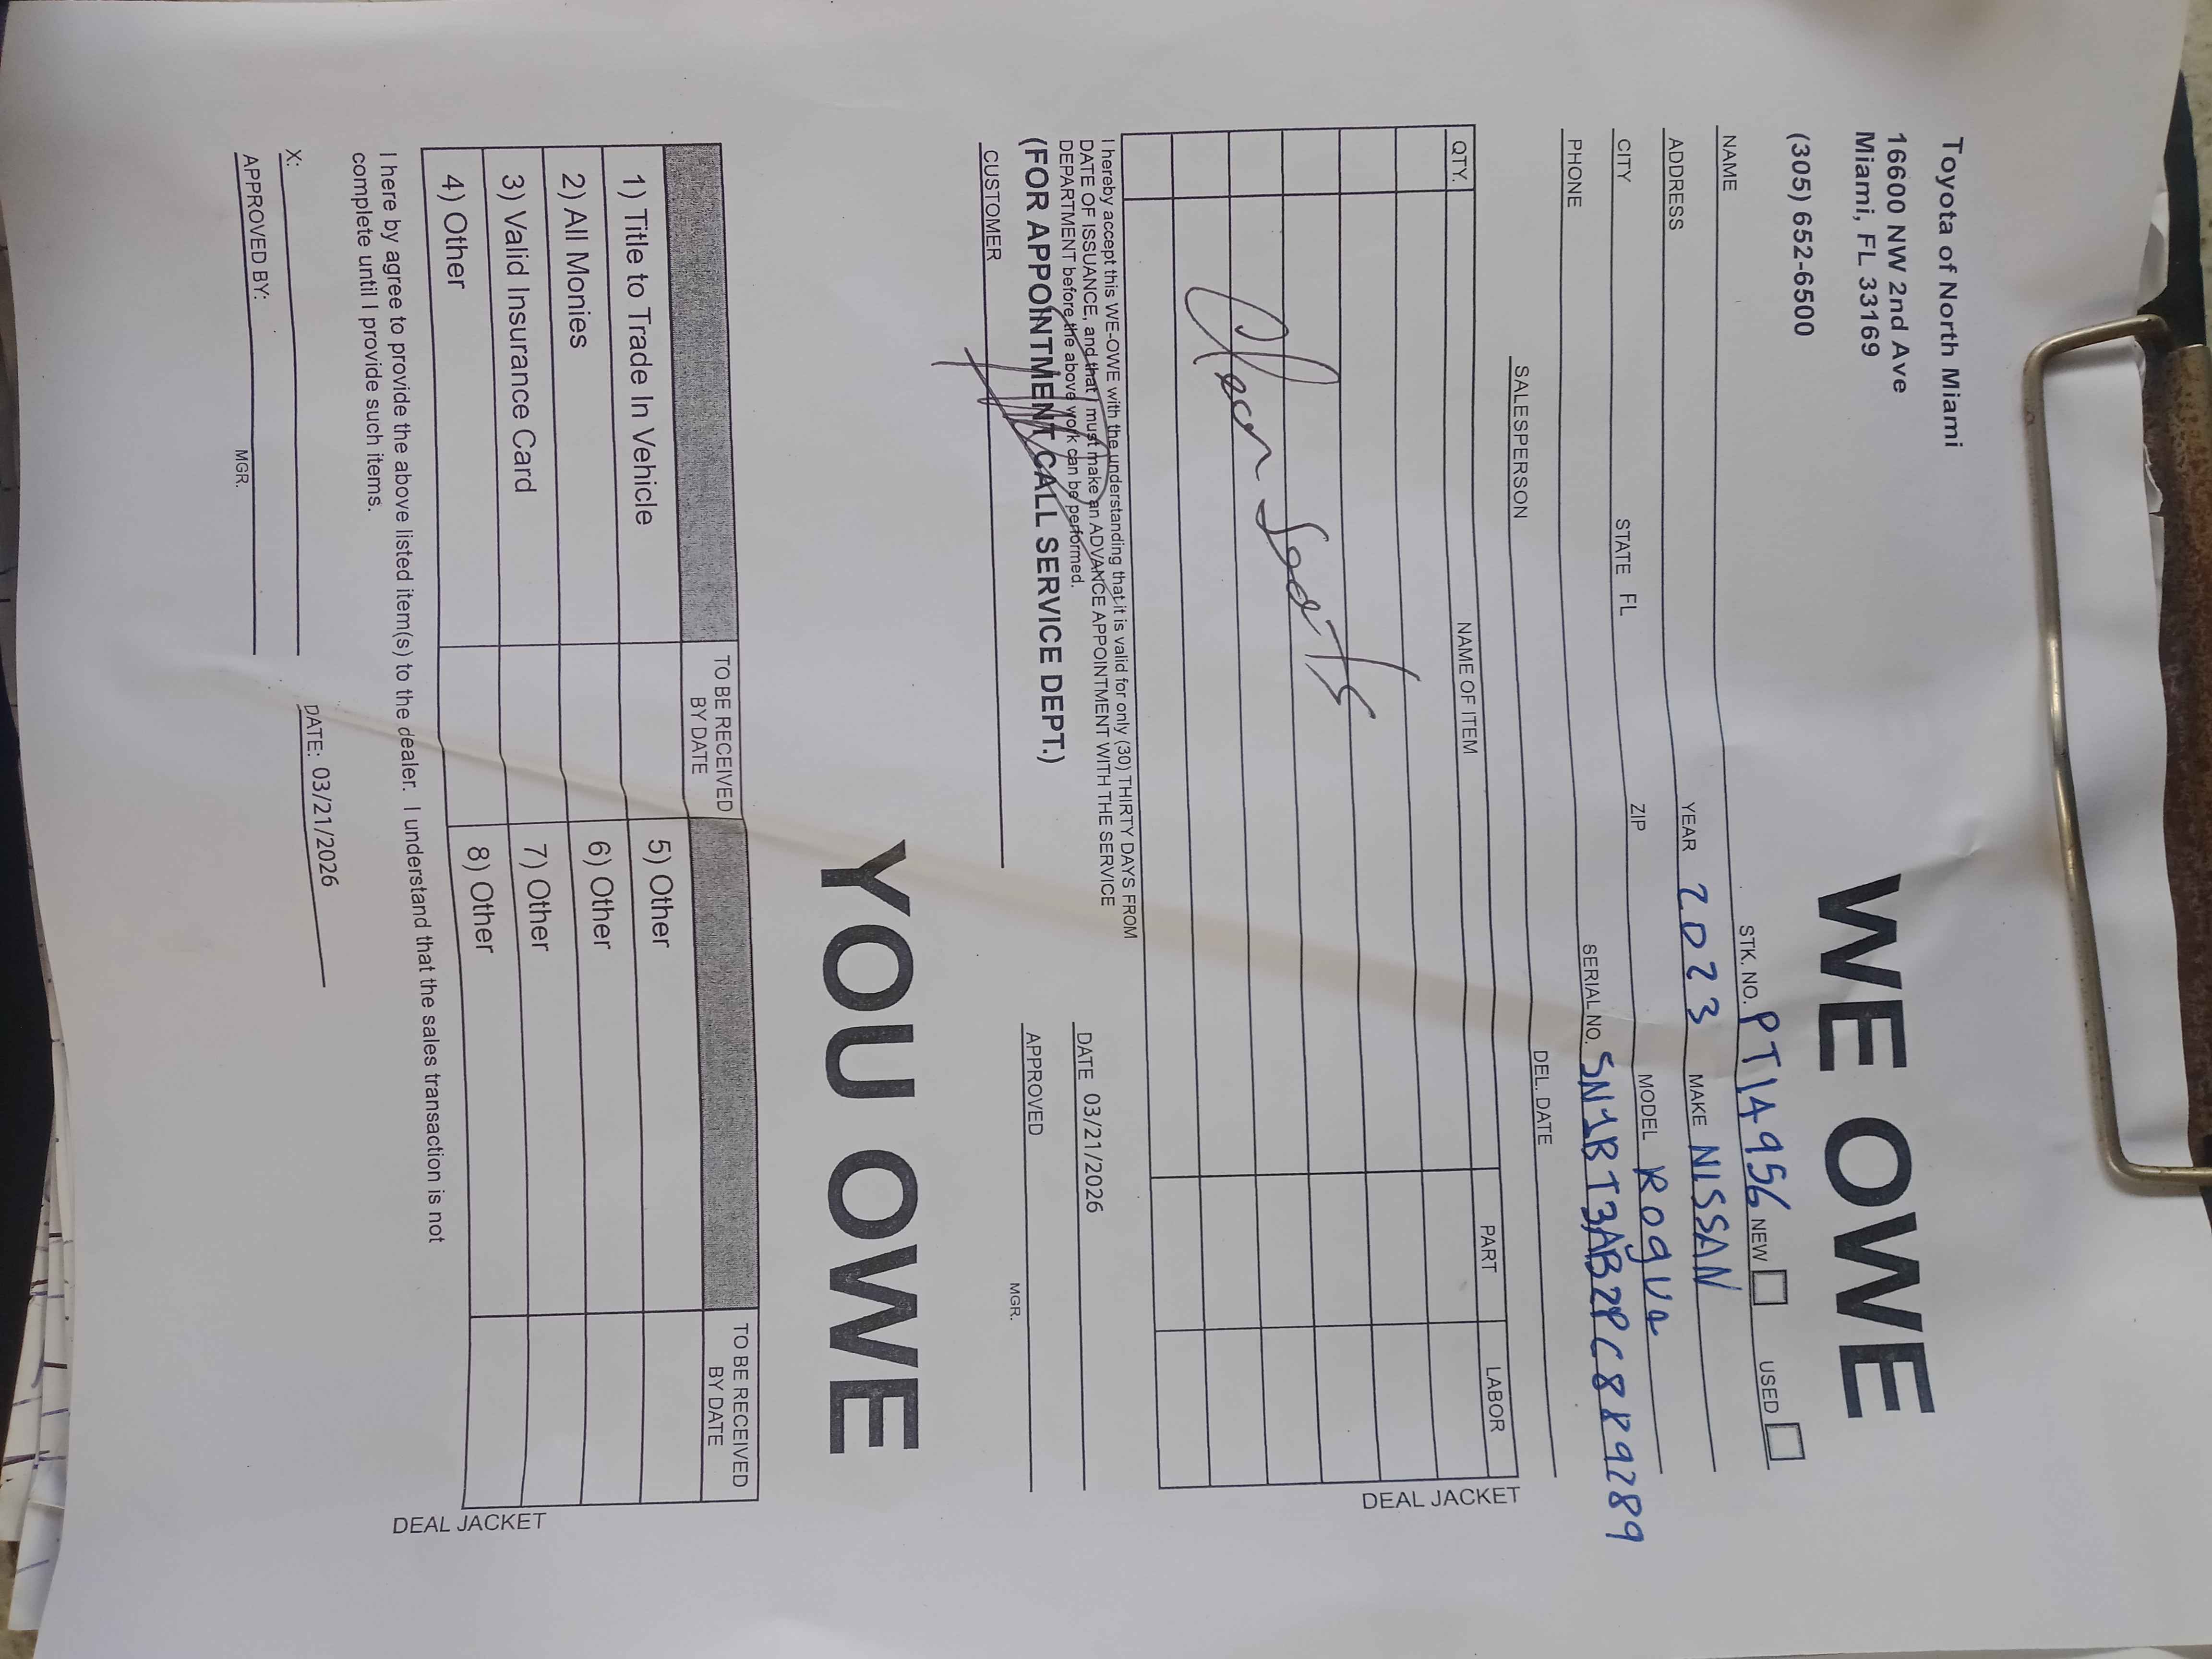 Toyota of North Miami
16600 NW 2nd Ave
Miami, FL 33169
(305) 652-6500
WE OWE
NAME STK. NO. PT14956 NEW USED
ADDRESS YEAR 2023 MAKE NISSAN
CITY STATE FL ZIP MODEL Rogue
PHONE SERIAL NO. 5N1BT3AB2PC889289
SALESPERSON DEL. DATE
QTY. NAME OF ITEM PART LABOR
Clean Seats
DEAL JACKET
I hereby accept this WE-OWE with the understanding that it is valid for only (30) THIRTY DAYS FROM
DATE OF ISSUANCE, and that I must make an ADVANCE APPOINTMENT WITH THE SERVICE
DEPARTMENT before the above work can be performed.
(FOR APPOINTMENT CALL SERVICE DEPT.)
DATE 03/21/2026
CUSTOMER APPROVED
MGR.
YOU OWE
TO BE RECEIVED BY DATE TO BE RECEIVED BY DATE
1) Title to Trade In Vehicle 5) Other
2) All Monies 6) Other
3) Valid Insurance Card 7) Other
4) Other 8) Other
DEAL JACKET
I here by agree to provide the above listed item(s) to the dealer. I understand that the sales transaction is not
complete until I provide such items.
X: DATE: 03/21/2026
APPROVED BY:
MGR.